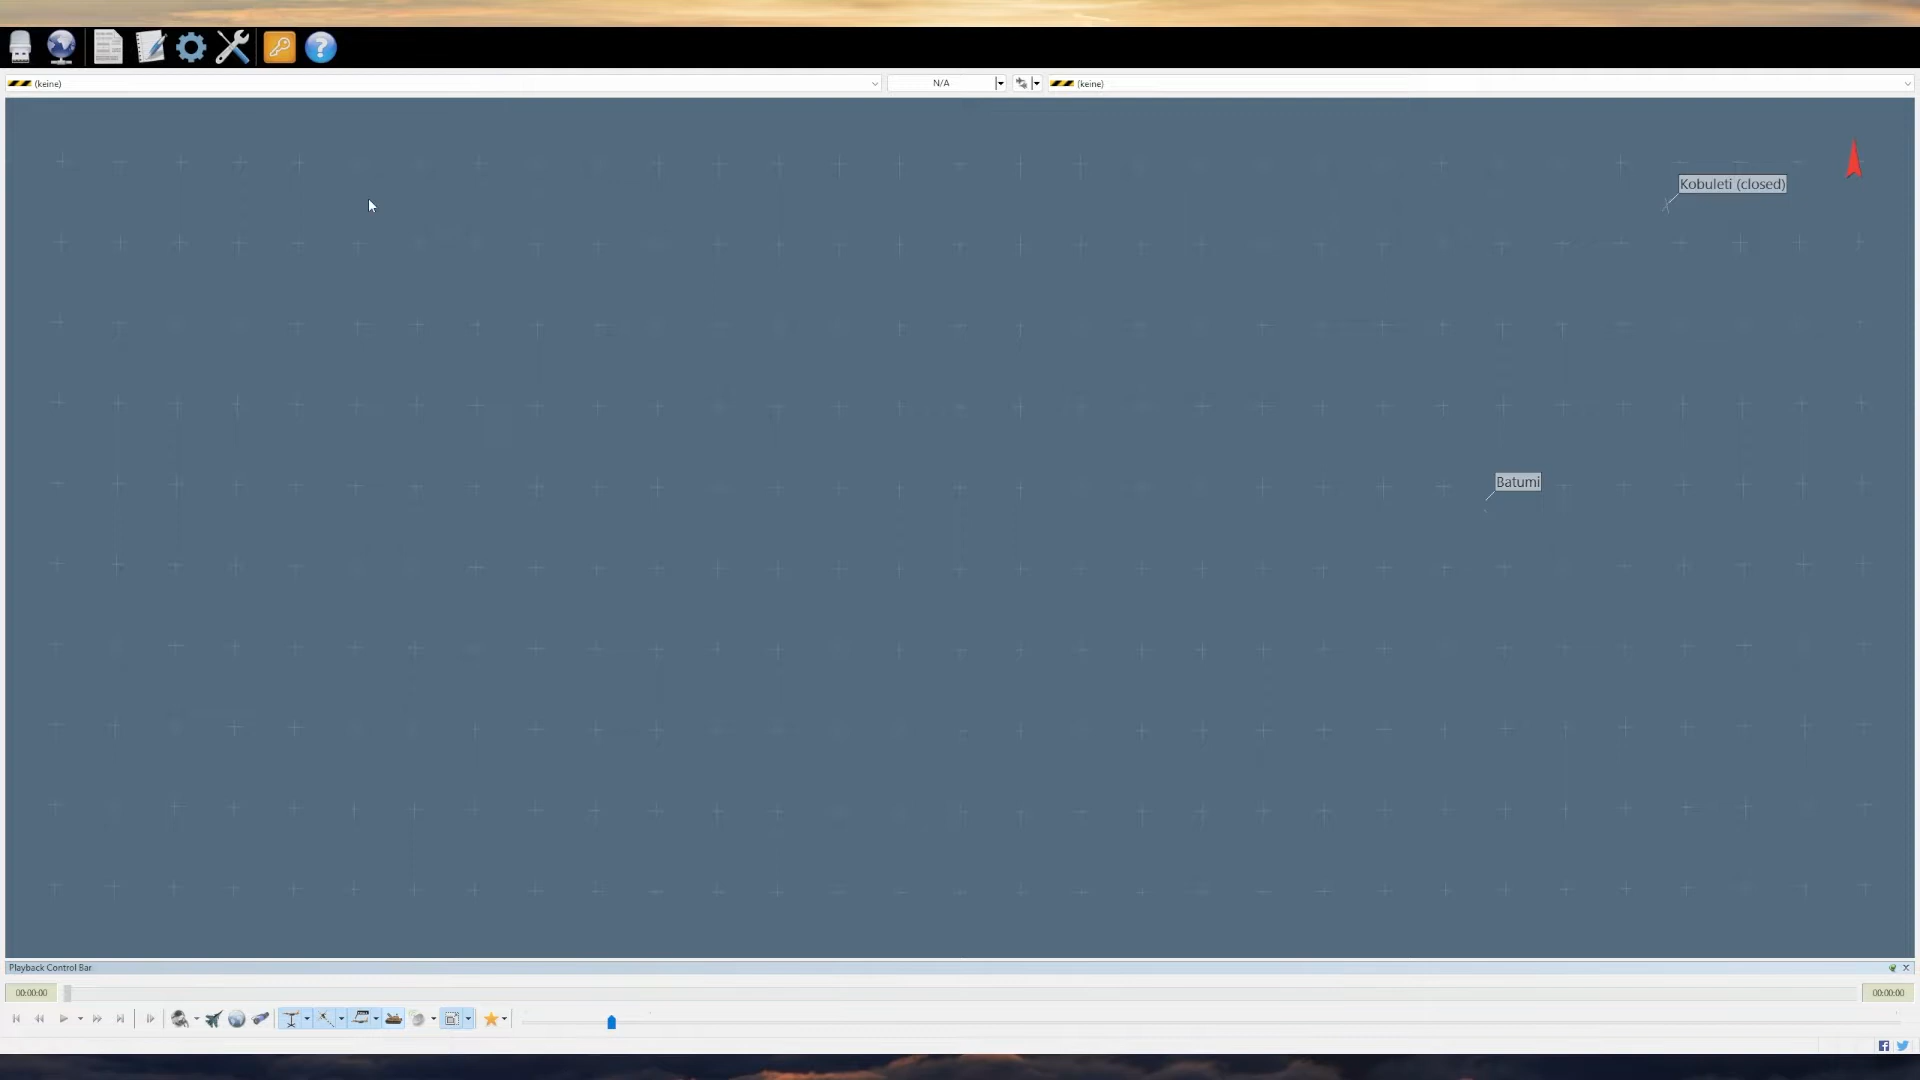 (keine)
N/A
(keine)
Kobuleti (closed)
Batumi
Playback Control Bar
00:00:00
00:00:00